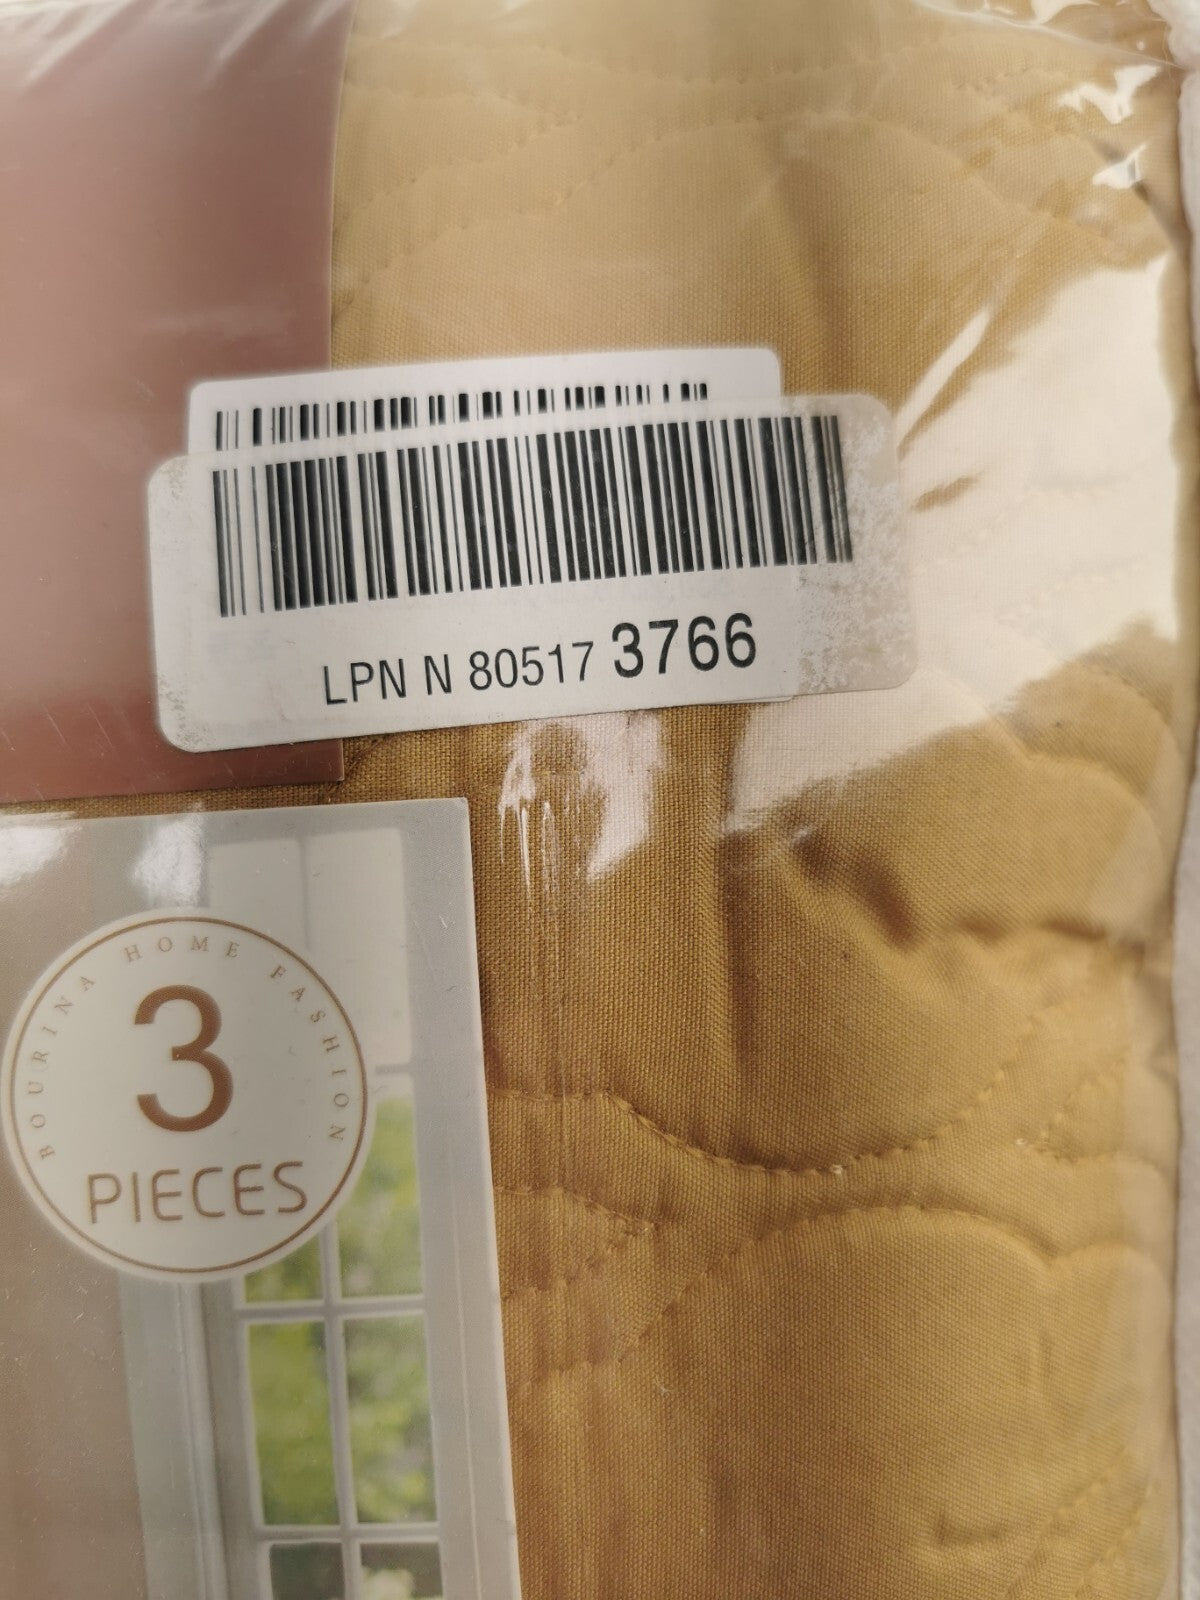 LPN N 80517 3766
BOURINA HOME FASHION
3
PIECES